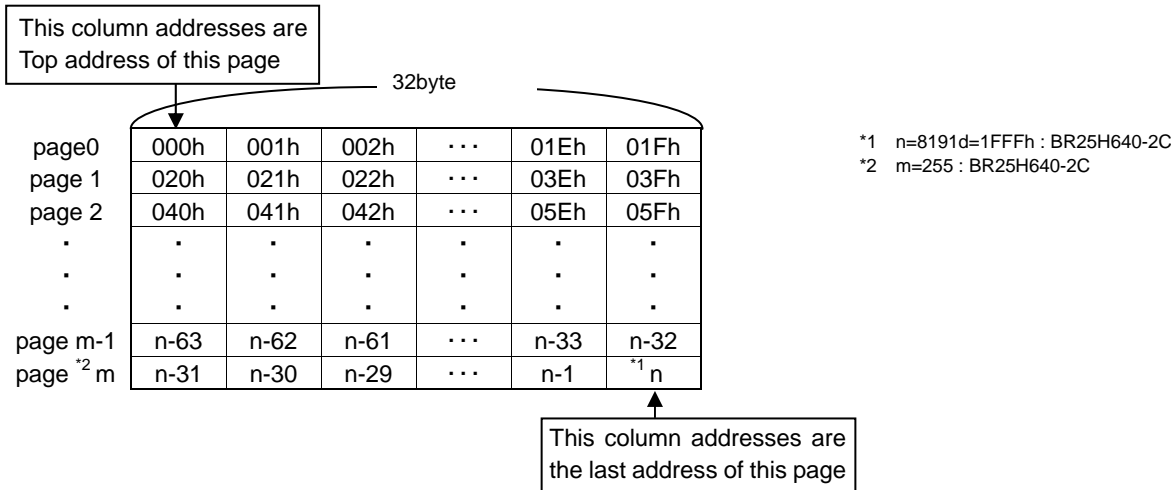 This column addresses are
Top address of this page
32byte
page0 000h 001h 002h ··· 01Eh 01Fh
page 1 020h 021h 022h ··· 03Eh 03Fh
page 2 040h 041h 042h ··· 05Eh 05Fh
· · · · · · ·
· · · · · · ·
· · · · · · ·
page m-1 n-63 n-62 n-61 ··· n-33 n-32
page *2 m n-31 n-30 n-29 ··· n-1 *1 n
This column addresses are
the last address of this page
*1 n=8191d=1FFFh : BR25H640-2C
*2 m=255 : BR25H640-2C